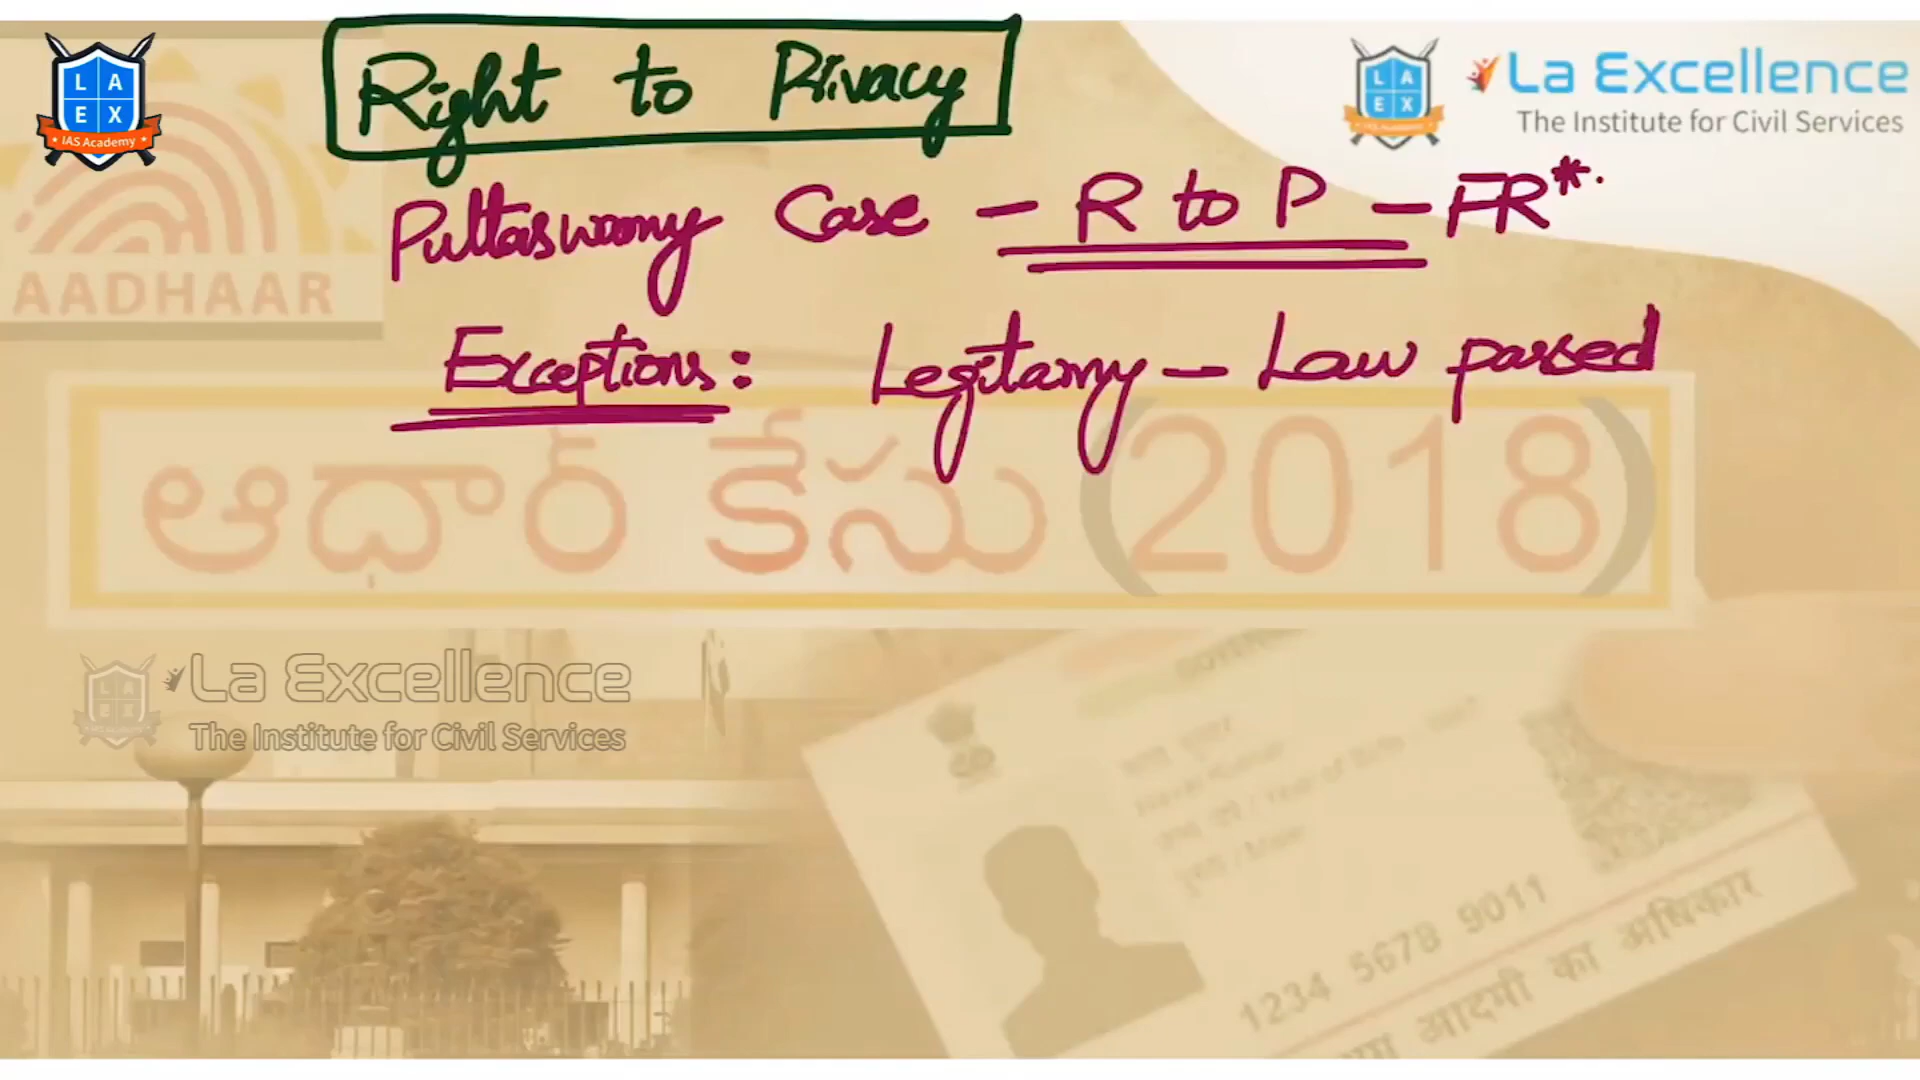 Right to Privacy
L A E X
IAS Academy
L A E X
La Excellence
The Institute for Civil Services
AADHAAR
Puttaswamy Case - R to P - FR*
Exceptions: Legitamy - Law passed
ఆధార్ కేసు (2018)
La Excellence
The Institute for Civil Services
1234 5678 9011
आदमी का अधिकार